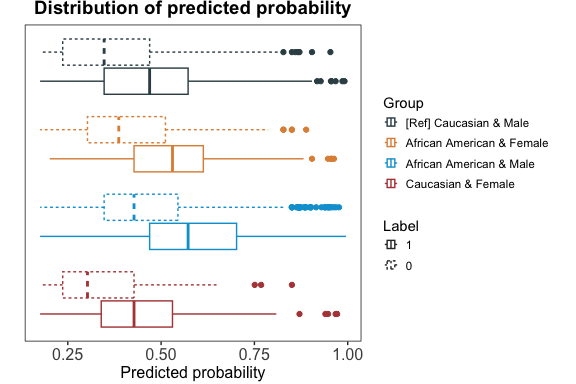 Distribution of predicted probability
Group
[Ref] Caucasian & Male
African American & Female
African American & Male
Caucasian & Female
Label
1
0
0.25 0.50 0.75 1.00
Predicted probability